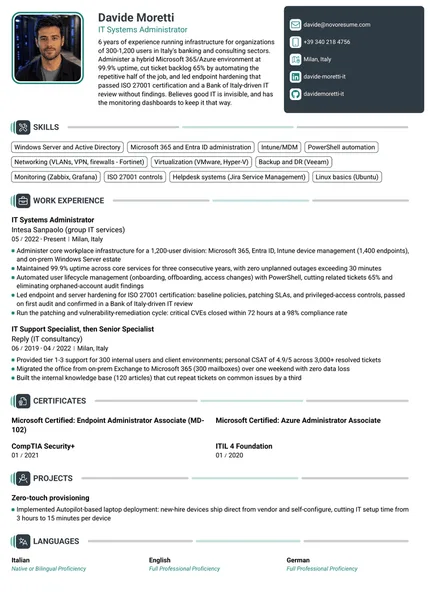 Davide Moretti
IT Systems Administrator
6 years of experience running infrastructure for organizations
of 300-1,200 users in Italy's banking and consulting sectors.
Administer a hybrid Microsoft 365/Azure environment at
99.9% uptime, cut ticket backlog 65% by automating the
repetitive half of the job, and led endpoint hardening that
passed ISO 27001 certification and a Bank of Italy-driven IT
review without findings. Believes good IT is invisible, and has
the monitoring dashboards to keep it that way.
davide@novoresume.com
+39 340 218 4756
Milan, Italy
davide-moretti-it
davidemoretti-it
SKILLS
Windows Server and Active Directory
Microsoft 365 and Entra ID administration
Intune/MDM
PowerShell automation
Networking (VLANs, VPN, firewalls - Fortinet)
Virtualization (VMware, Hyper-V)
Backup and DR (Veeam)
Monitoring (Zabbix, Grafana)
ISO 27001 controls
Helpdesk systems (Jira Service Management)
Linux basics (Ubuntu)
WORK EXPERIENCE
IT Systems Administrator
Intesa Sanpaolo (group IT services)
05 / 2022 - Present | Milan, Italy
Administer core workplace infrastructure for a 1,200-user division: Microsoft 365, Entra ID, Intune device management (1,400 endpoints),
and on-prem Windows Server estate
Maintained 99.9% uptime across core services for three consecutive years, with zero unplanned outages exceeding 30 minutes
Automated user lifecycle management (onboarding, offboarding, access changes) with PowerShell, cutting related tickets 65% and
eliminating orphaned-account audit findings
Led endpoint and server hardening for ISO 27001 certification: baseline policies, patching SLAs, and privileged-access controls, passed
on first audit and confirmed in a Bank of Italy-driven IT review
Run the patching and vulnerability-remediation cycle: critical CVEs closed within 72 hours at a 98% compliance rate
IT Support Specialist, then Senior Specialist
Reply (IT consultancy)
06 / 2019 - 04 / 2022 | Milan, Italy
Provided tier 1-3 support for 300 internal users and client environments; personal CSAT of 4.9/5 across 3,000+ resolved tickets
Migrated the office from on-prem Exchange to Microsoft 365 (300 mailboxes) over one weekend with zero data loss
Built the internal knowledge base (120 articles) that cut repeat tickets on common issues by a third
CERTIFICATES
Microsoft Certified: Endpoint Administrator Associate (MD-
102)
Microsoft Certified: Azure Administrator Associate
CompTIA Security+
01 / 2021
ITIL 4 Foundation
01 / 2020
PROJECTS
Zero-touch provisioning
Implemented Autopilot-based laptop deployment: new-hire devices ship direct from vendor and self-configure, cutting IT setup time from
3 hours to 15 minutes per device
LANGUAGES
Italian
Native or Bilingual Proficiency
English
Full Professional Proficiency
German
Full Professional Proficiency